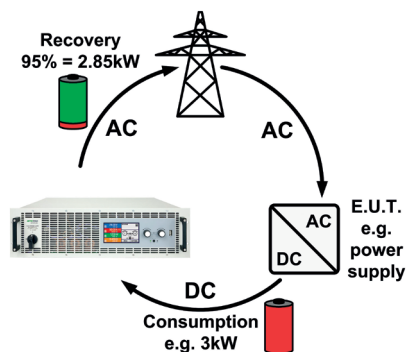 Recovery
95% = 2.85kW
AC
AC
AC
DC
E.U.T.
e.g.
power
supply
DC
Consumption
e.g. 3kW